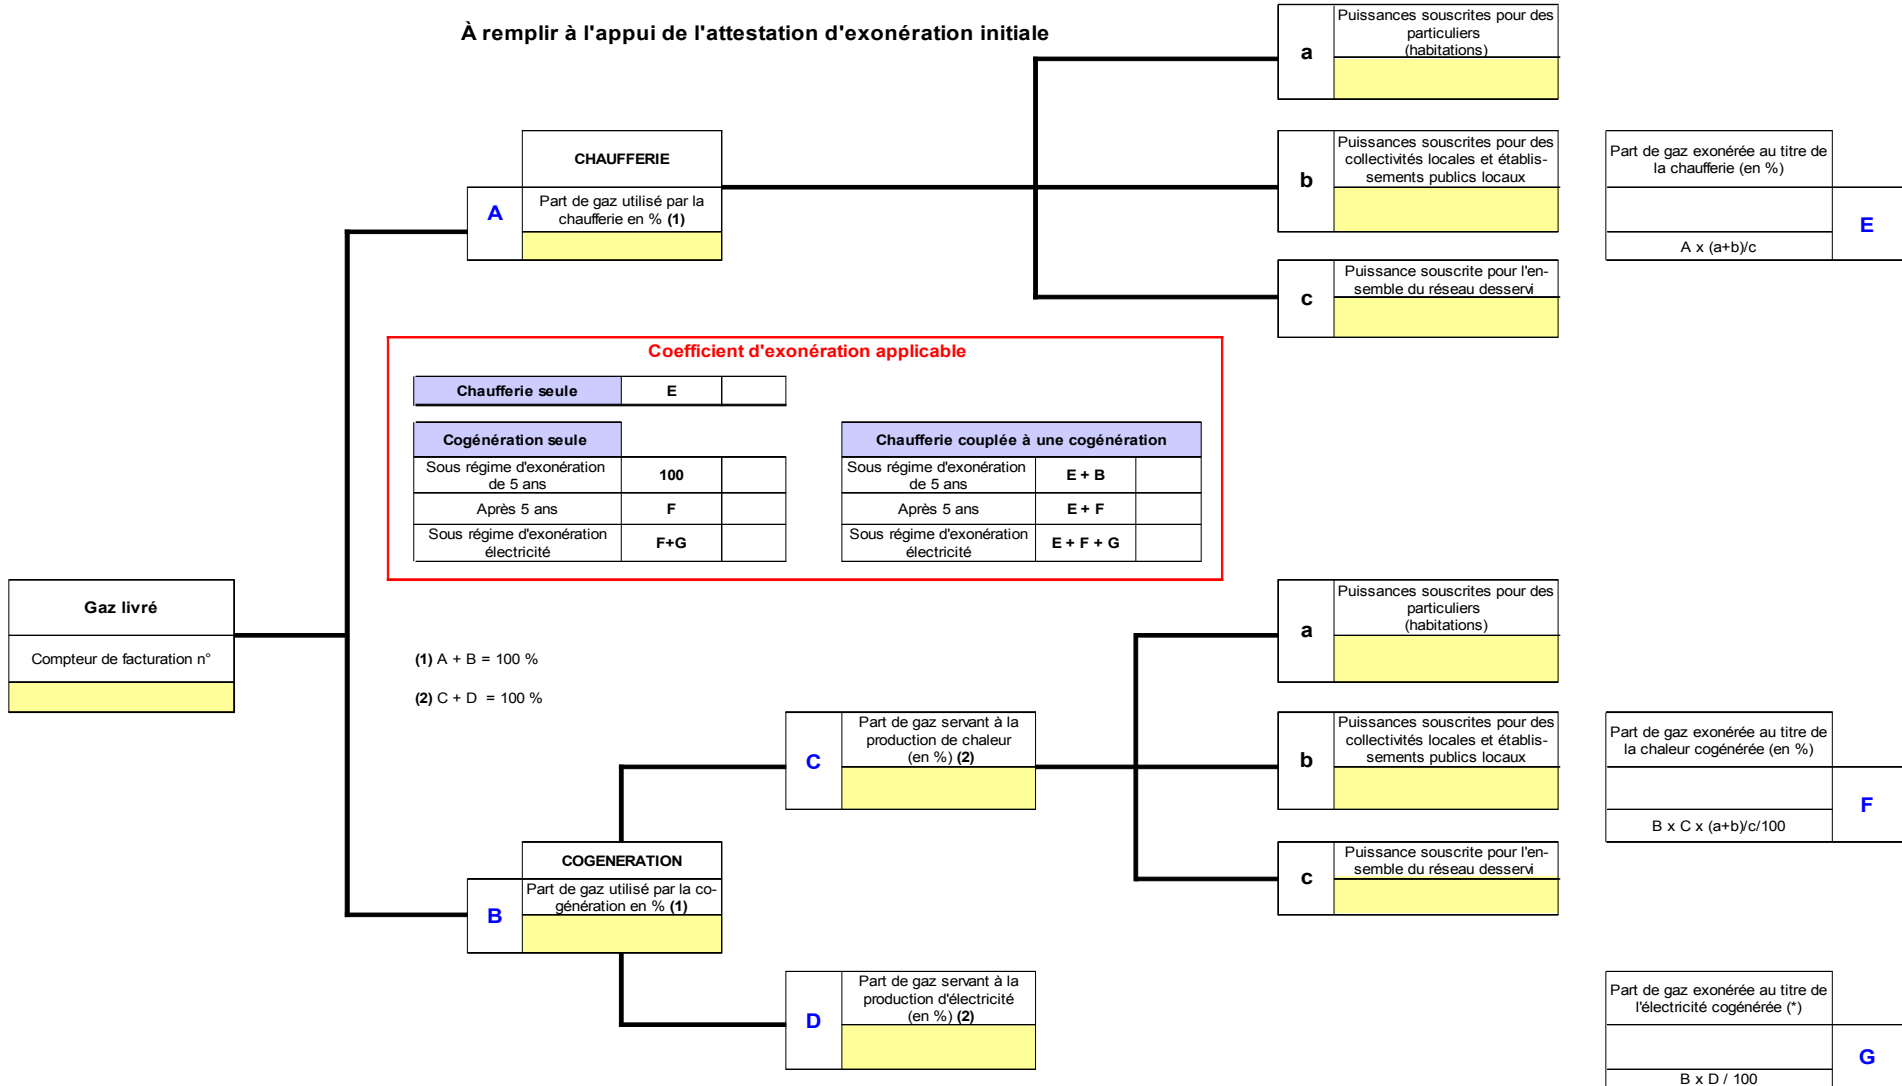 À remplir à l'appui de l'attestation d'exonération initiale
a
Puissances souscrites pour des
particuliers
(habitations)
CHAUFFERIE
A
Part de gaz utilisé par la
chaufferie en % (1)
b
Puissances souscrites pour des
collectivités locales et établis-
sements publics locaux
Part de gaz exonérée au titre de
la chaufferie (en %)
E
A x (a+b)/c
c
Puissance souscrite pour l'en-
semble du réseau desservi
Coefficient d'exonération applicable
Chaufferie seule E
Cogénération seule
Sous régime d'exonération
de 5 ans
100
Après 5 ans F
Sous régime d'exonération
électricité
F+G
Chaufferie couplée à une cogénération
Sous régime d'exonération
de 5 ans
E + B
Après 5 ans E + F
Sous régime d'exonération
électricité
E + F + G
Gaz livré
Compteur de facturation n°
(1) A + B = 100 %
(2) C + D = 100 %
a
Puissances souscrites pour des
particuliers
(habitations)
C
Part de gaz servant à la
production de chaleur
(en %) (2)
b
Puissances souscrites pour des
collectivités locales et établis-
sements publics locaux
Part de gaz exonérée au titre de
la chaleur cogénérée (en %)
F
B x C x (a+b)/c/100
c
Puissance souscrite pour l'en-
semble du réseau desservi
COGENERATION
B
Part de gaz utilisé par la co-
génération en % (1)
D
Part de gaz servant à la
production d'électricité
(en %) (2)
Part de gaz exonérée au titre de
l'électricité cogénérée (*)
G
B x D / 100